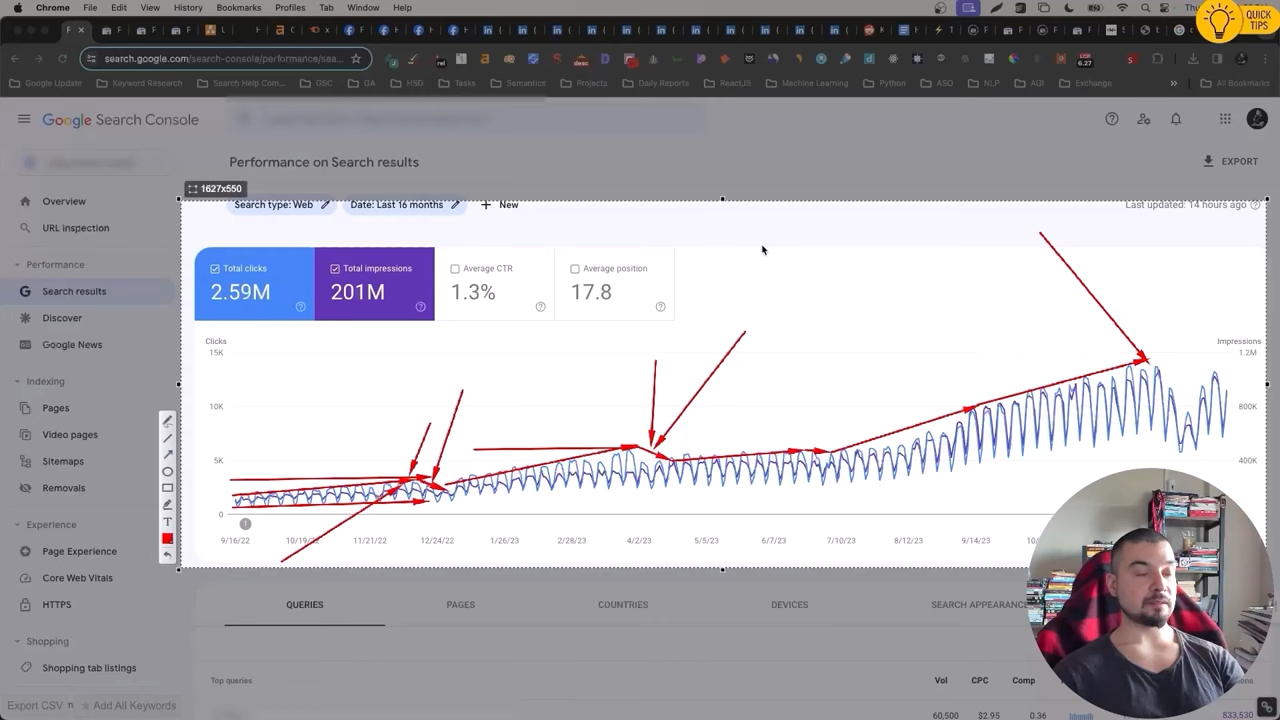 Chrome File Edit View History Bookmarks Profiles Tab Window Help
QUICK
TIPS
search.google.com/search-console/performance/sea...
Google Update Keyword Research Search Help Com... GSC GA HSD Tasks Semantics Projects Daily Reports ReactJS Machine Learning Python ASO NLP AGI Exchange » All Bookmarks
Google Search Console
Performance on Search results
EXPORT
1627x550
Search type: Web Date: Last 16 months + New Last updated: 14 hours ago
Overview
URL inspection
Performance
Search results
Discover
Google News
Indexing
Pages
Video pages
Sitemaps
Removals
Experience
Page Experience
Core Web Vitals
HTTPS
Shopping
Shopping tab listings
Export CSV
Add All Keywords
Total clicks
2.59M
Total impressions
201M
Average CTR
1.3%
Average position
17.8
Clicks Impressions
15K 1.2M
10K 800K
5K 400K
0
9/16/22 10/19/22 11/21/22 12/24/22 1/26/23 2/28/23 4/2/23 5/5/23 6/7/23 7/10/23 8/12/23 9/14/23
T
QUERIES PAGES COUNTRIES DEVICES SEARCH APPEARANCE
Top queries Vol CPC Comp
60,500 $2.95 0.36 833,530